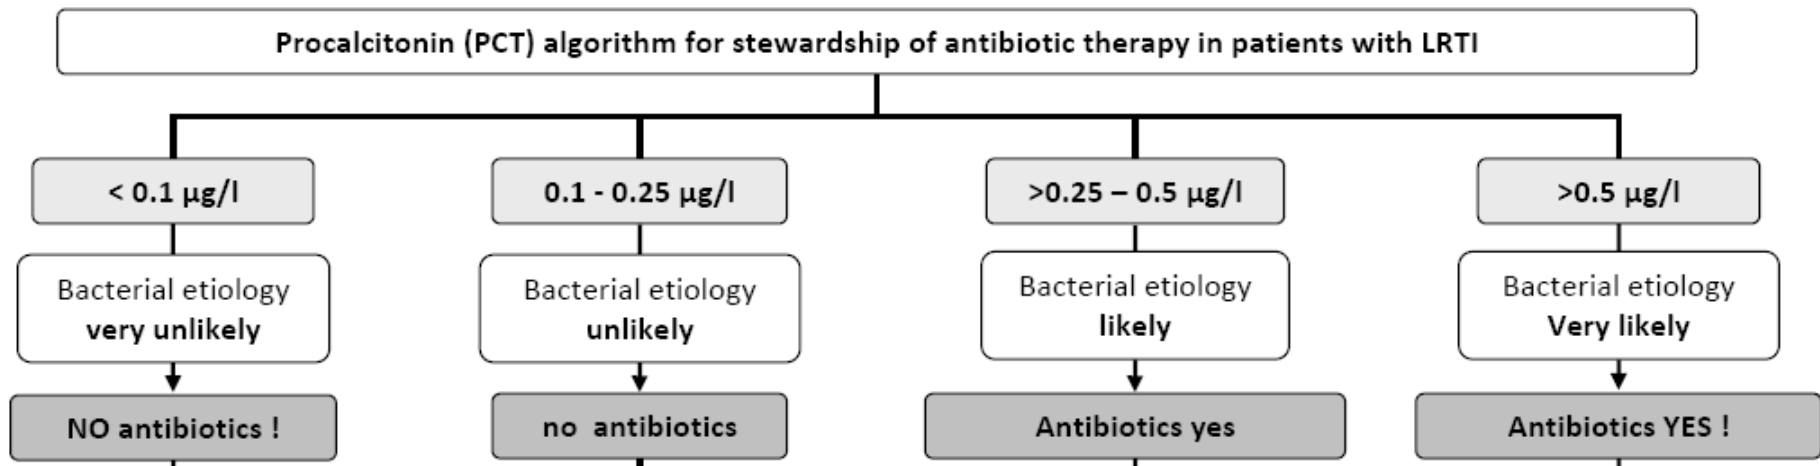 Procalcitonin (PCT) algorithm for stewardship of antibiotic therapy in patients with LRTI
< 0.1 µg/l
0.1 - 0.25 µg/l
>0.25 – 0.5 µg/l
>0.5 µg/l
Bacterial etiology
very unlikely
Bacterial etiology
unlikely
Bacterial etiology
likely
Bacterial etiology
Very likely
NO antibiotics !
no antibiotics
Antibiotics yes
Antibiotics YES !